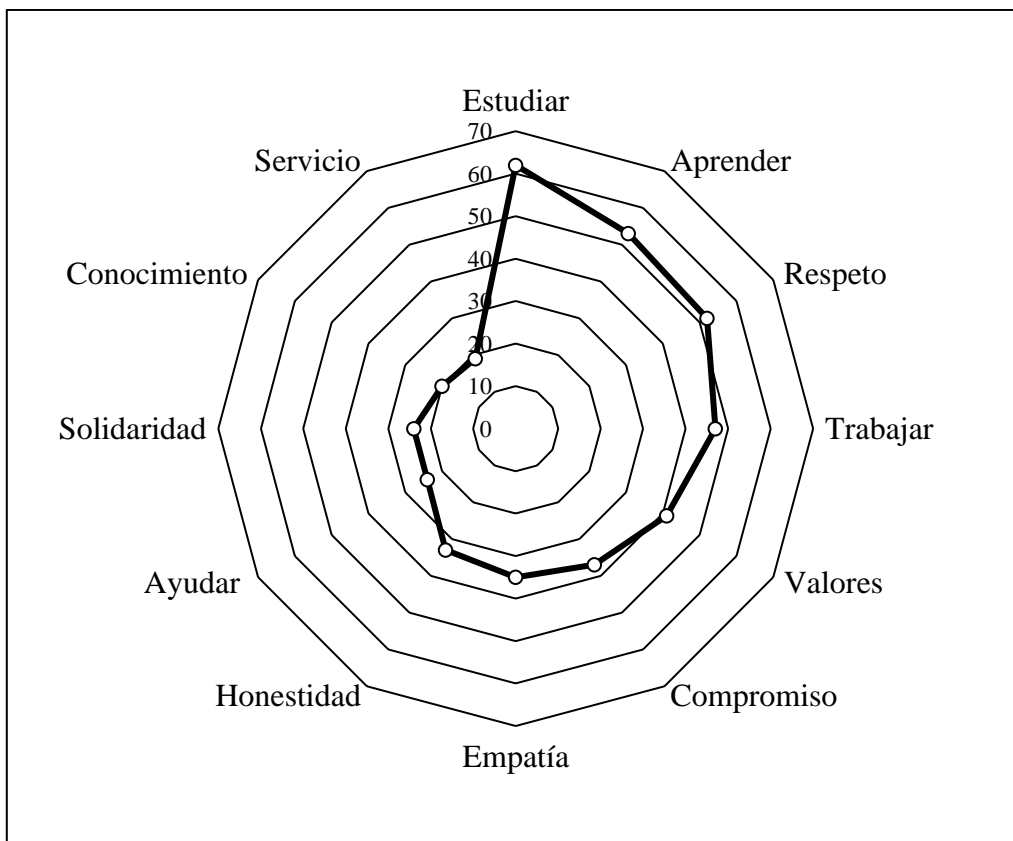 Estudiar
70
Servicio
Aprender
60
50
Conocimiento
Respeto
40
30
20
10
Solidaridad
0
Trabajar
Ayudar
Valores
Honestidad
Compromiso
Empatía